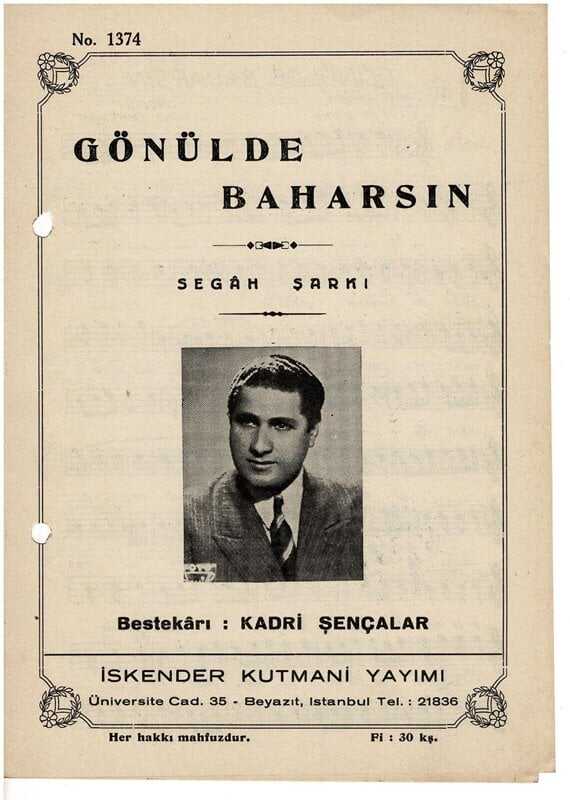 No. 1374
GÖNÜLDE
BAHARSIN
SEGÂH ŞARKI
Bestekârı : KADRİ ŞENÇALAR
İSKENDER KUTMANİ YAYIMI
Üniversite Cad. 35 - Beyazıt, Istanbul Tel. : 21836
Her hakkı mahfuzdur.
Fi : 30 kş.